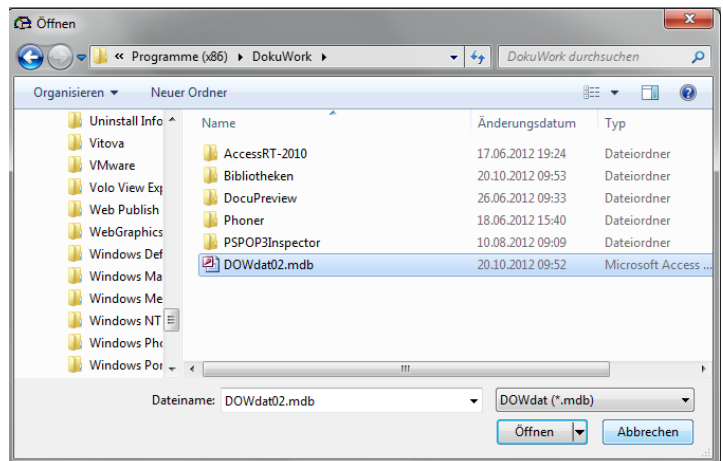 Öffnen
« Programme (x86) DokuWork
DokuWork durchsuchen
Organisieren Neuer Ordner
Name Änderungsdatum Typ
Uninstall Info
Vitova
VMware
Volo View Exp
Web Publish
WebGraphics
Windows Def
Windows Ma
Windows Me
Windows NT
Windows Pho
Windows Por
AccessRT-2010 17.06.2012 19:24 Dateiordner
Bibliotheken 20.10.2012 09:53 Dateiordner
DocuPreview 26.06.2012 09:33 Dateiordner
Phoner 18.06.2012 15:40 Dateiordner
PSPOP3Inspector 10.08.2012 09:09 Dateiordner
DOWdat02.mdb 20.10.2012 09:52 Microsoft Access ...
Dateiname: DOWdat02.mdb DOWdat (*.mdb)
Öffnen Abbrechen